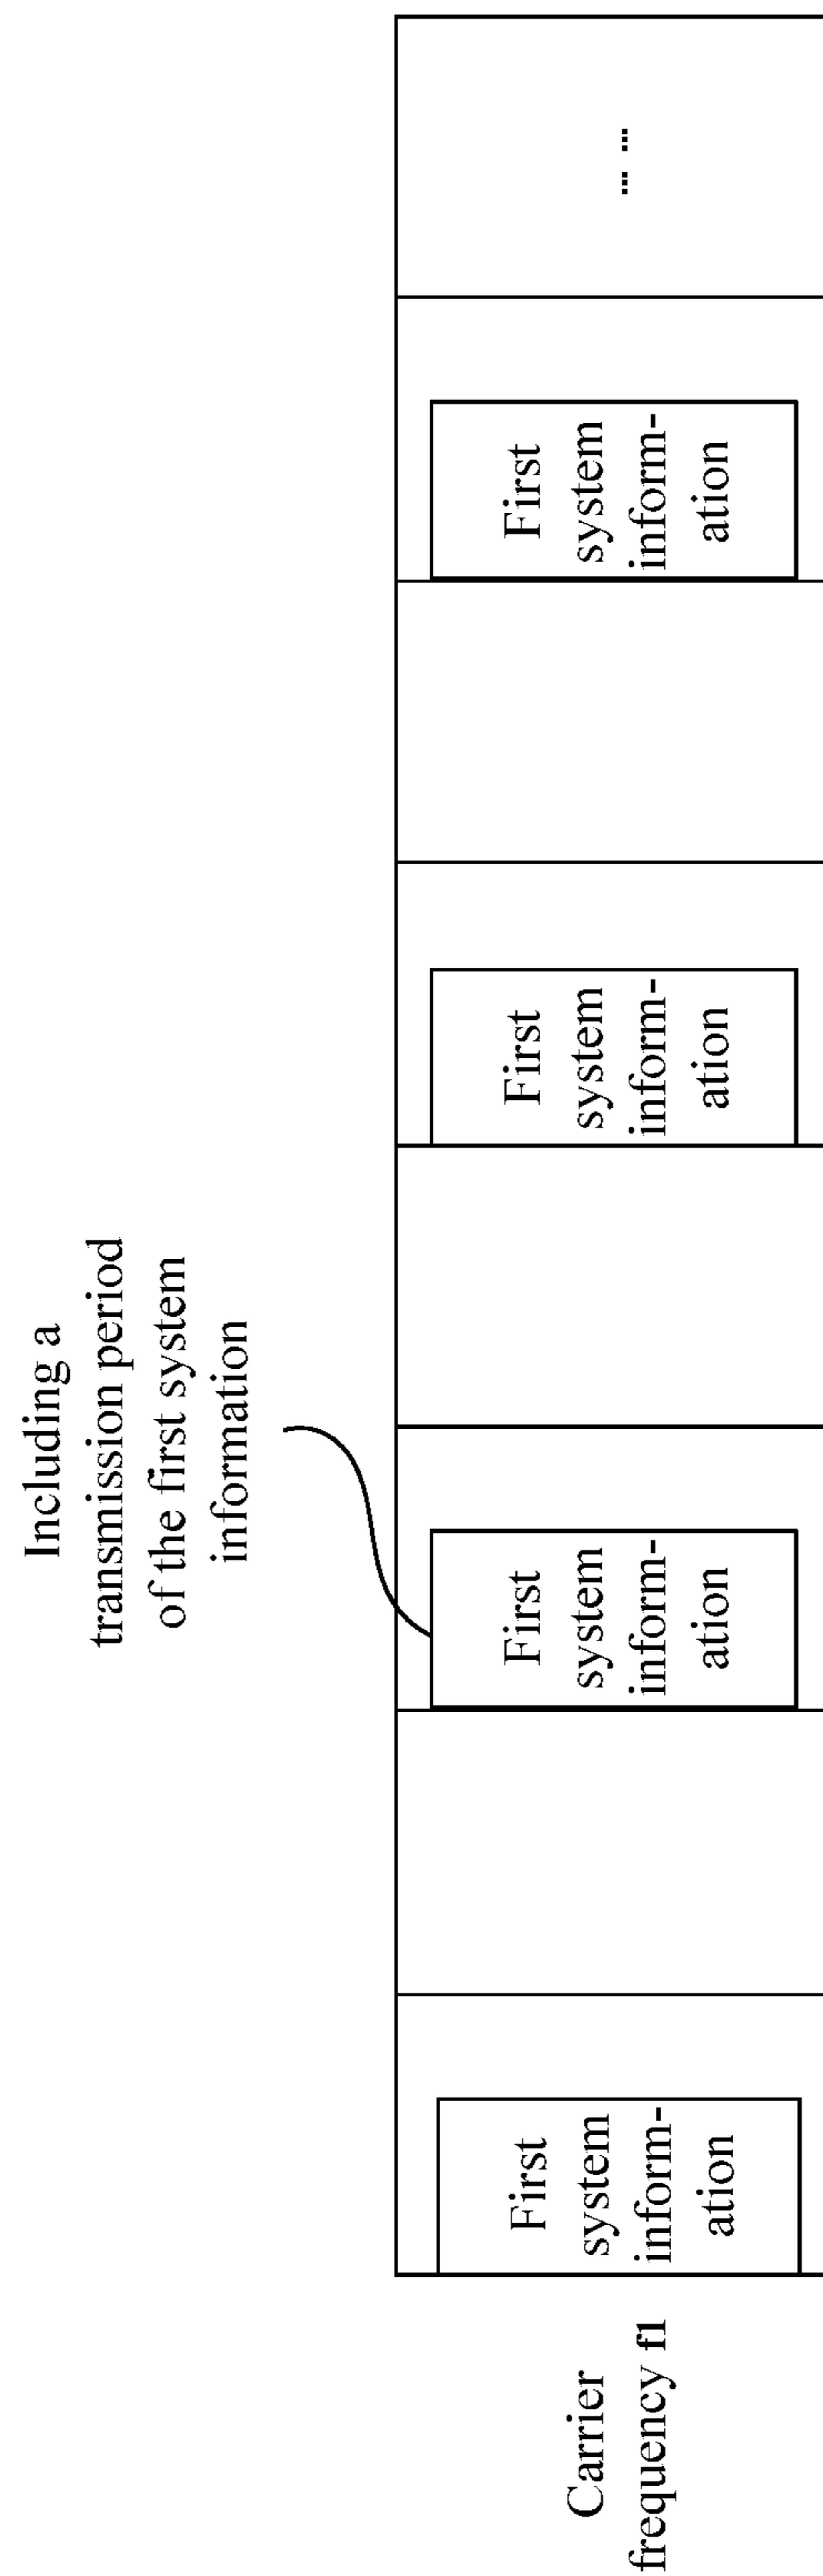 Including a
transmission period
of the first system
information
Carrier
frequency f1
First
system
inform-
ation
First
system
inform-
ation
First
system
inform-
ation
First
system
inform-
ation
... ...